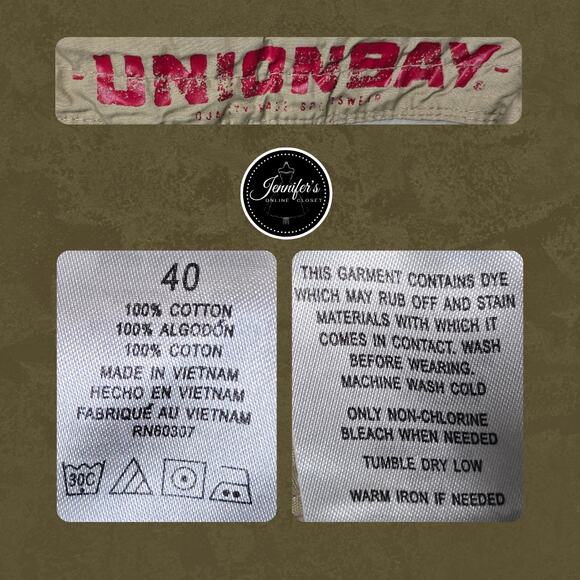 -UNIONBAY-
QUALITY MADE SPORTSWEAR
Jennifer's
ONLINE CLOSET
40
100% COTTON
100% ALGODÓN
100% COTON
MADE IN VIETNAM
HECHO EN VIETNAM
FABRIQUÉ AU VIETNAM
RN60307
30C
THIS GARMENT CONTAINS DYE
WHICH MAY RUB OFF AND STAIN
MATERIALS WITH WHICH IT
COMES IN CONTACT. WASH
BEFORE WEARING.
MACHINE WASH COLD
ONLY NON-CHLORINE
BLEACH WHEN NEEDED
TUMBLE DRY LOW
WARM IRON IF NEEDED